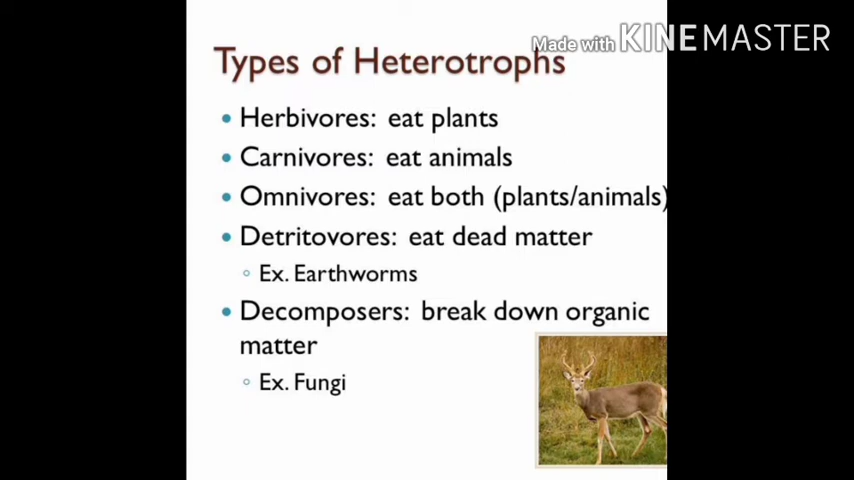 Made with KINEMASTER
Types of Heterotrophs
• Herbivores: eat plants
• Carnivores: eat animals
• Omnivores: eat both (plants/animals)
• Detritovores: eat dead matter
◦ Ex. Earthworms
• Decomposers: break down organic
matter
◦ Ex. Fungi